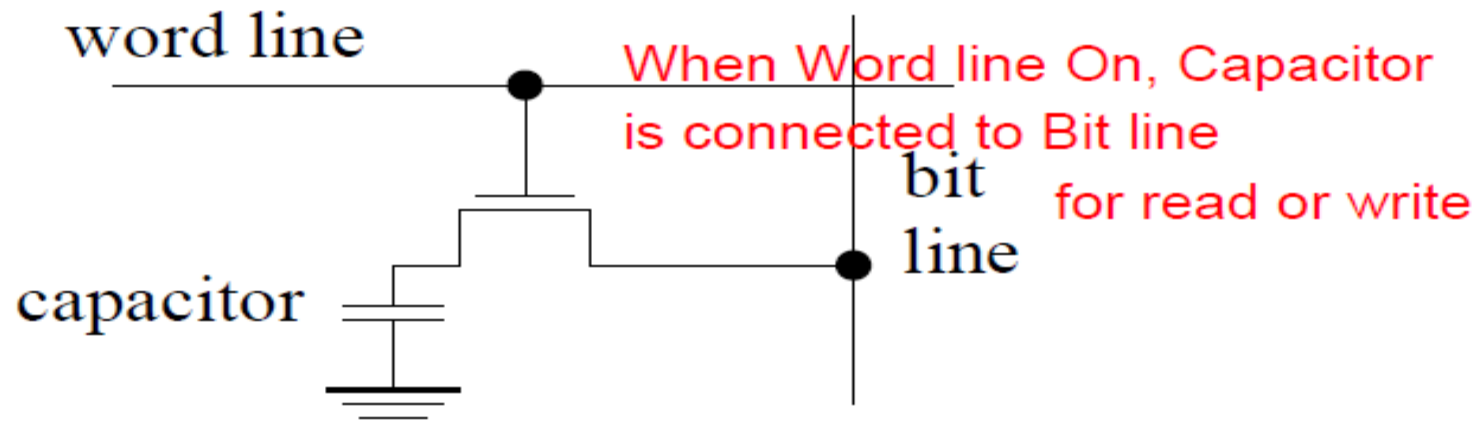 word line
When Word line On, Capacitor
is connected to Bit line
for read or write
bit
line
capacitor